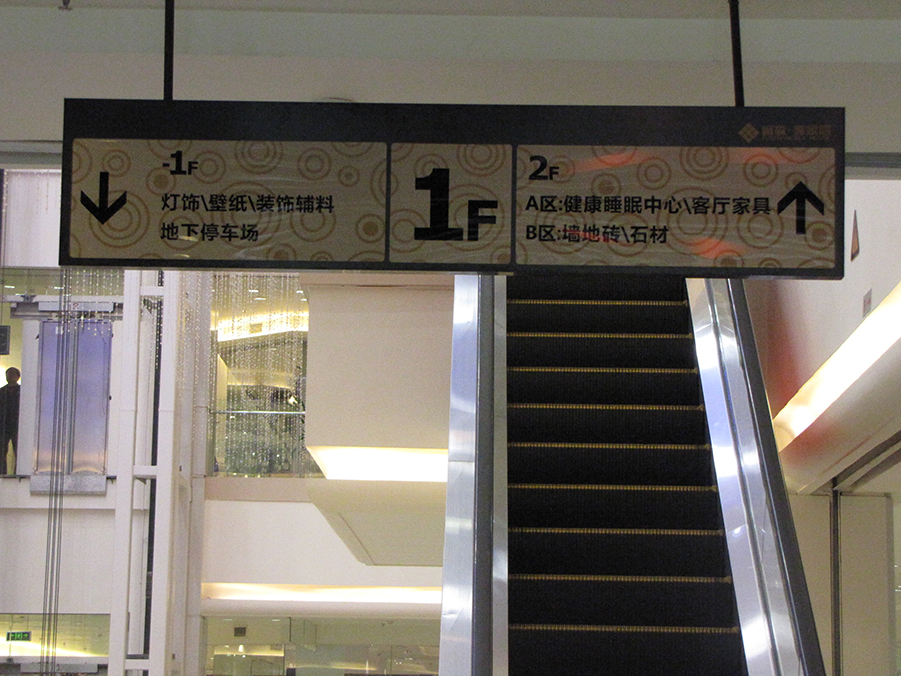 -1F
灯饰\壁纸\装饰辅料
地下停车场
1F
2F
A区:健康睡眠中心\客厅家具
B区:墙地砖\石材